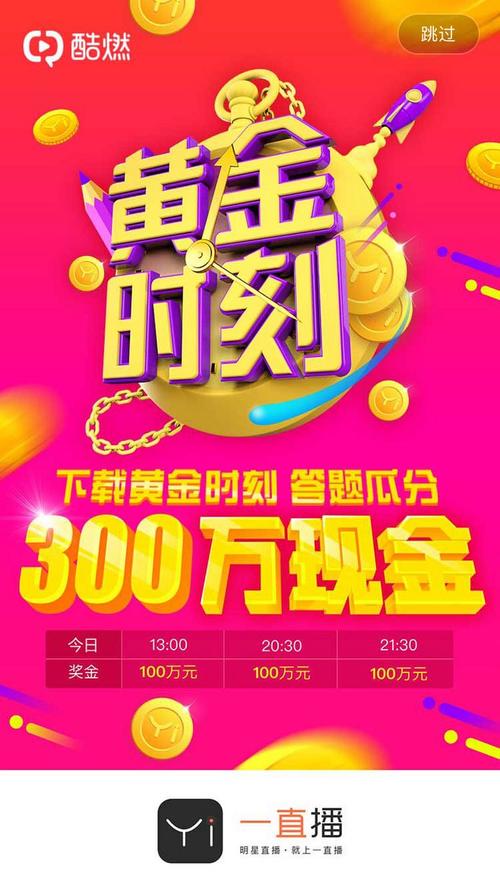 酷燃
跳过
黄金
时刻
下载黄金时刻 答题瓜分
300万现金
今日 13:00 20:30 21:30
奖金 100万元 100万元 100万元
Yi 一直播
明星直播·就上一直播